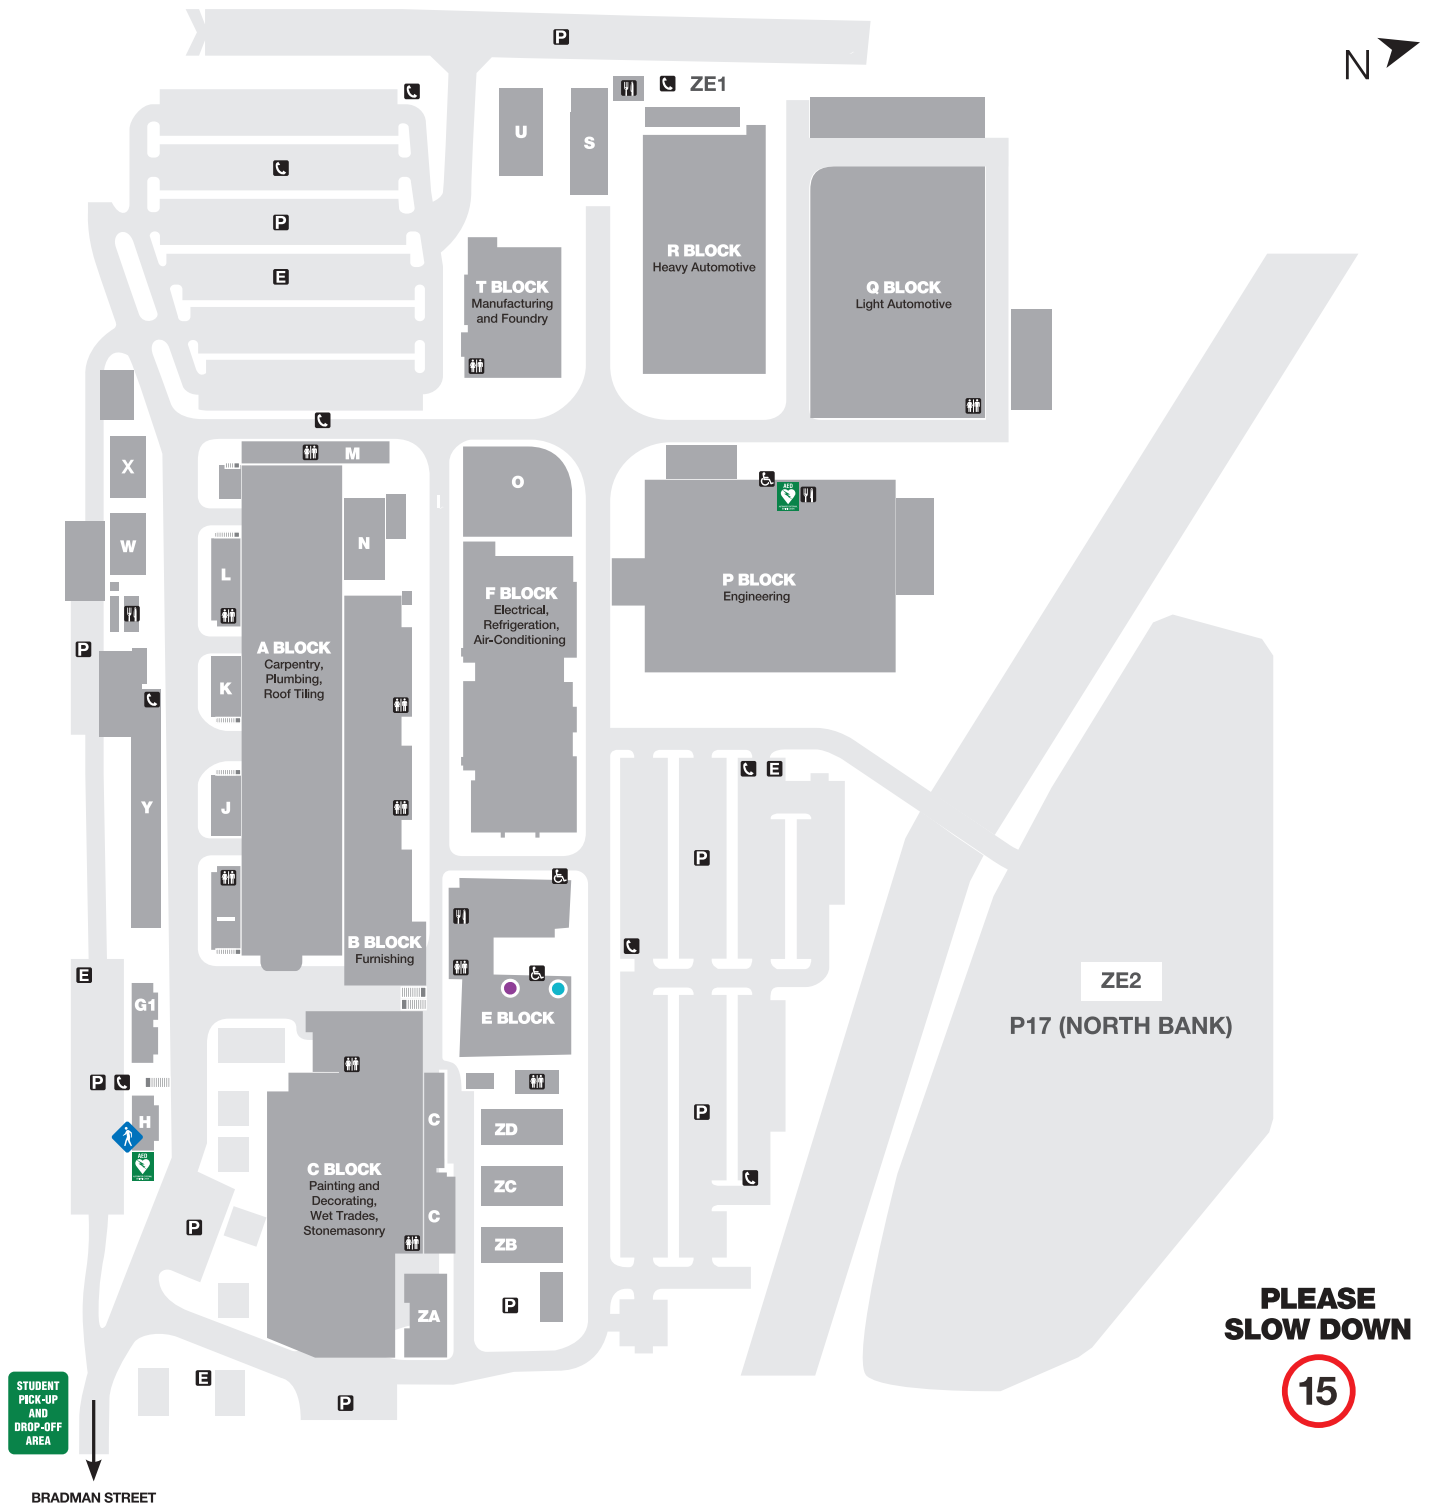 P
N
ZE1
U
S
P
E
R BLOCK
Heavy Automotive
T BLOCK
Manufacturing
and Foundry
Q BLOCK
Light Automotive
M
X
O
AED
W
N
L
P BLOCK
Engineering
F BLOCK
Electrical,
Refrigeration,
Air-Conditioning
A BLOCK
Carpentry,
Plumbing,
Roof Tiling
P
K
E
Y
J
P
I
B BLOCK
Furnishing
E
ZE2
G1
E BLOCK
P17 (NORTH BANK)
P
P
H
C
ZD
AED
C BLOCK
Painting and
Decorating,
Wet Trades,
Stonemasonry
ZC
C
P
ZB
P
ZA
PLEASE
SLOW DOWN
15
E
P
STUDENT
PICK-UP
AND
DROP-OFF
AREA
BRADMAN STREET